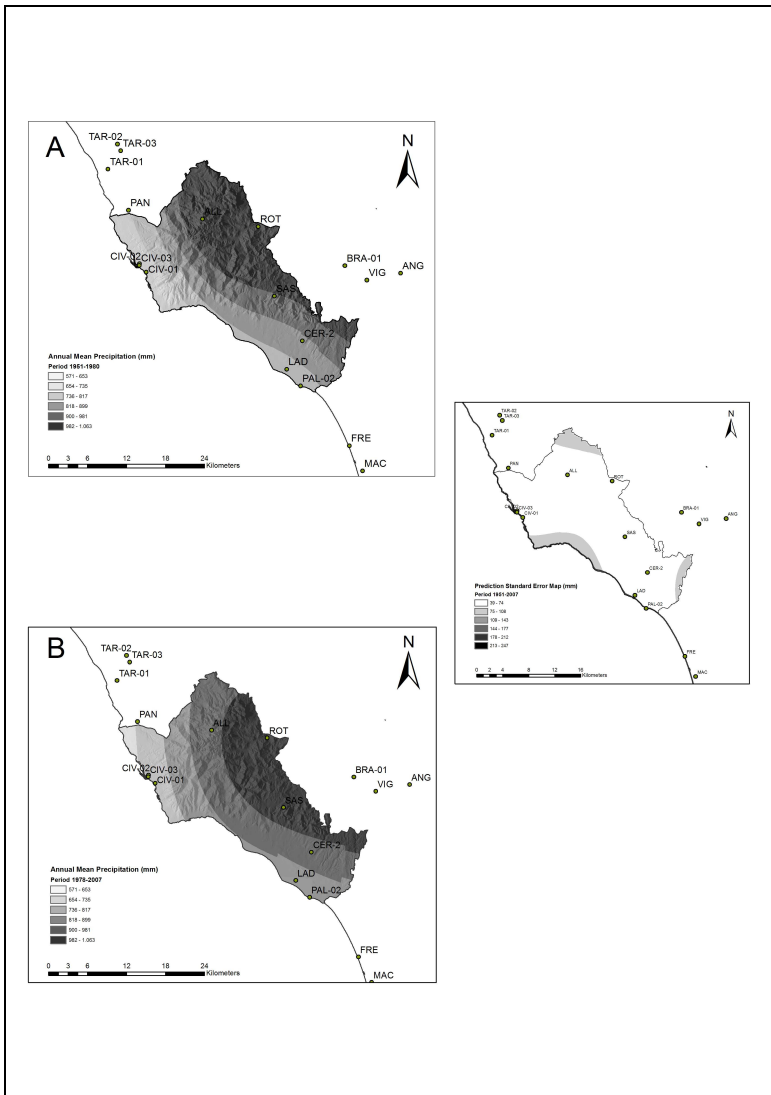 A
N
TAR-02
TAR-03
TAR-01
PAN
ALL
ROT
CIV-02
CIV-03
CIV-01
BRA-01
VIG
ANG
SAS
CER-2
LAD
PAL-02
FRE
MAC
Annual Mean Precipitation (mm)
Period 1951-1980
571 - 653
654 - 735
736 - 817
818 - 899
900 - 981
982 - 1.063
0 3 6 12 18 24
Kilometers
N
TAR-02
TAR-03
TAR-01
PAN
ALL
ROT
CIV-03
CIV-01
BRA-01
VIG
ANG
SAS
CER-2
LAD
PAL-02
FRE
MAC
Prediction Standard Error Map (mm)
Period 1951-2007
39 - 74
75 - 108
109 - 143
144 - 177
178 - 212
213 - 247
0 2 4 8 12 16
Kilometers
B
N
TAR-02
TAR-03
TAR-01
PAN
ALL
ROT
CIV-02
CIV-03
CIV-01
BRA-01
VIG
ANG
SAS
CER-2
LAD
PAL-02
FRE
MAC
Annual Mean Precipitation (mm)
Period 1978-2007
571 - 653
654 - 735
736 - 817
818 - 899
900 - 981
982 - 1.063
0 3 6 12 18 24
Kilometers